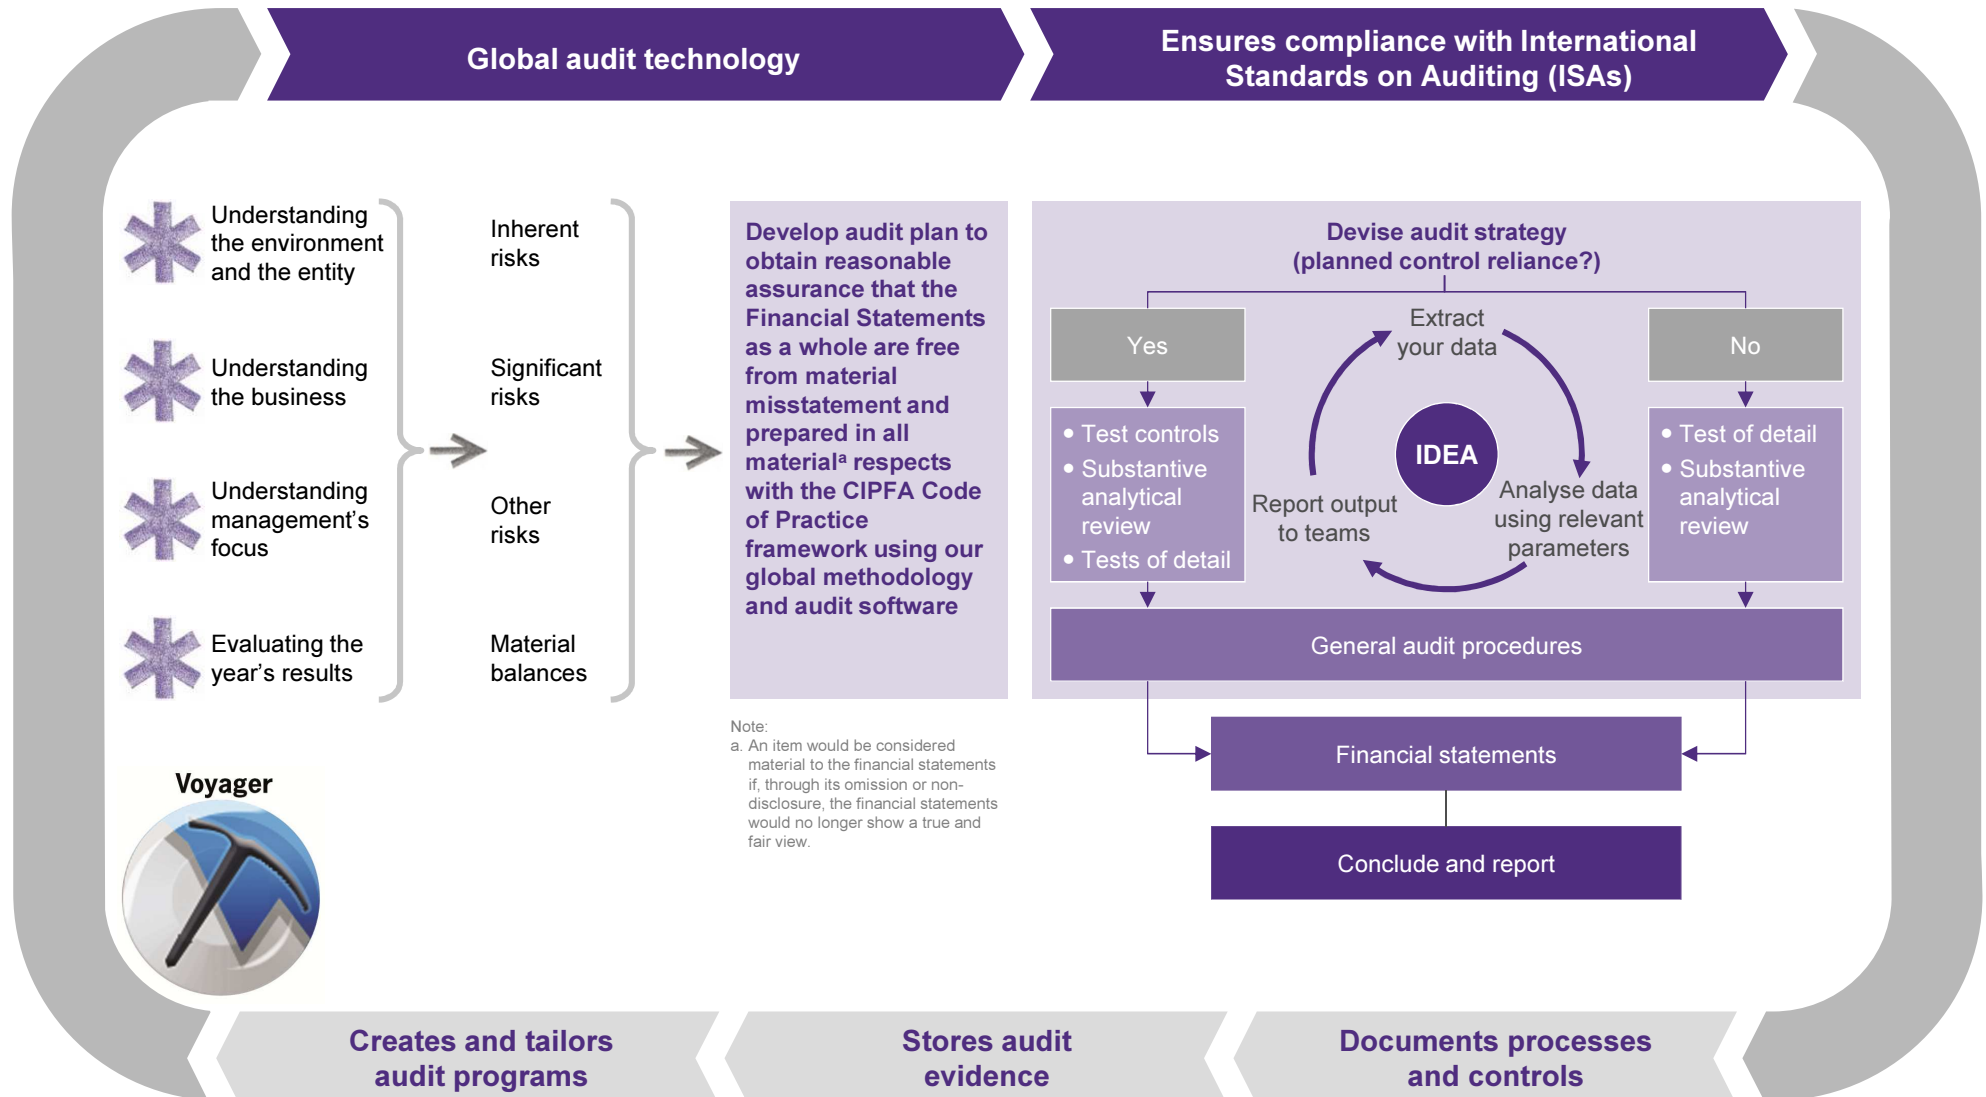 Global audit technology
Ensures compliance with International
Standards on Auditing (ISAs)
Understanding
the environment
and the entity
Understanding
the business
Understanding
management's
focus
Evaluating the
year's results
Inherent
risks
Significant
risks
Other
risks
Material
balances
Develop audit plan to
obtain reasonable
assurance that the
Financial Statements
as a whole are free
from material
misstatement and
prepared in all
materialᵃ respects
with the CIPFA Code
of Practice
framework using our
global methodology
and audit software
Note:
a. An item would be considered
material to the financial statements
if, through its omission or non-
disclosure, the financial statements
would no longer show a true and
fair view.
Devise audit strategy
(planned control reliance?)
Yes
• Test controls
• Substantive
analytical
review
• Tests of detail
Extract
your data
IDEA
Analyse data
using relevant
parameters
Report output
to teams
No
• Test of detail
• Substantive
analytical
review
General audit procedures
Financial statements
Conclude and report
Voyager
Creates and tailors
audit programs
Stores audit
evidence
Documents processes
and controls